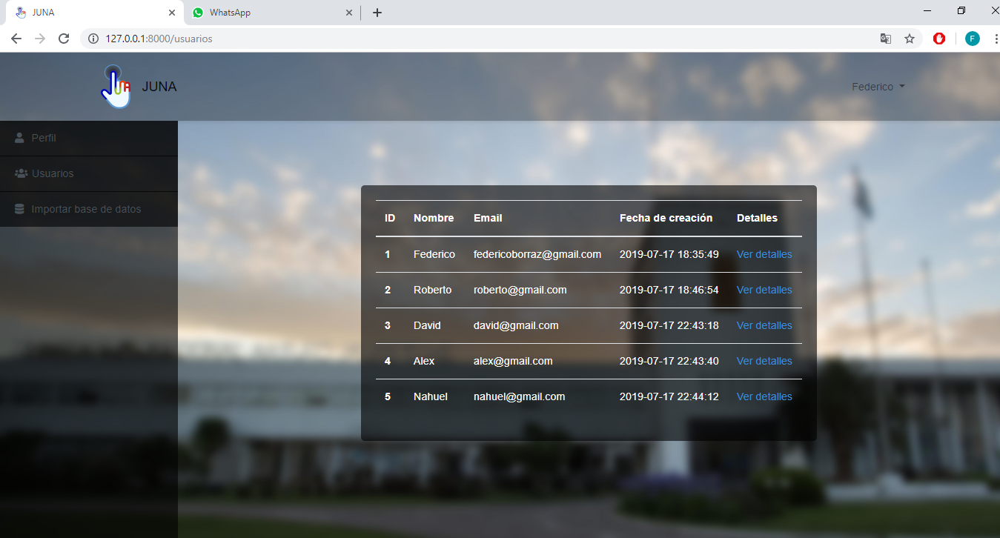 JUNA
WhatsApp
127.0.0.1:8000/usuarios
F
JUNA
Federico
Perfil
Usuarios
Importar base de datos
ID Nombre Email Fecha de creación Detalles
1 Federico federicoborraz@gmail.com 2019-07-17 18:35:49 Ver detalles
2 Roberto roberto@gmail.com 2019-07-17 18:46:54 Ver detalles
3 David david@gmail.com 2019-07-17 22:43:18 Ver detalles
4 Alex alex@gmail.com 2019-07-17 22:43:40 Ver detalles
5 Nahuel nahuel@gmail.com 2019-07-17 22:44:12 Ver detalles